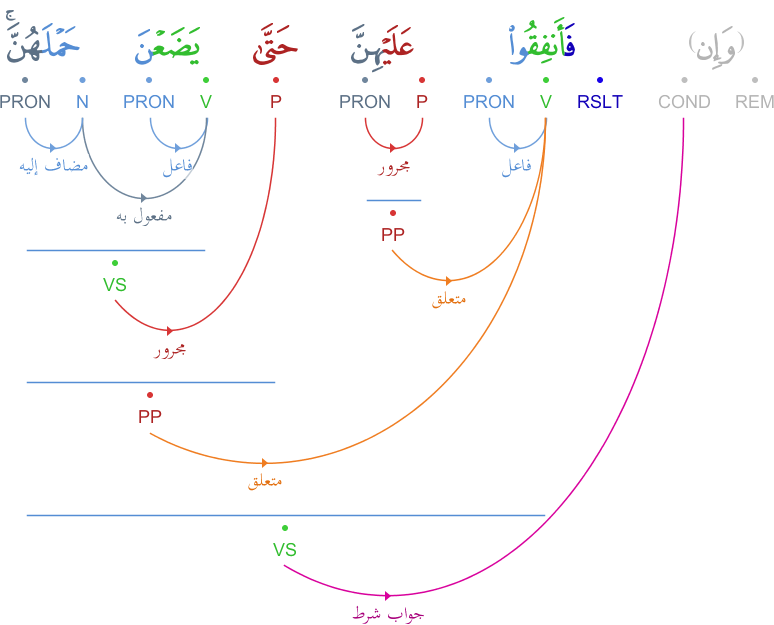 (وَإِن) فَأَنفِقُوا۟ عَلَيْهِنَّ حَتَّىٰ يَضَعْنَ حَمْلَهُنَّ ۚ
REM COND RSLT V PRON P PRON P V PRON N PRON
فاعل مجرور فاعل مضاف إليه
مفعول به
PP
VS
متعلق
مجرور
PP
متعلق
VS
جواب شرط